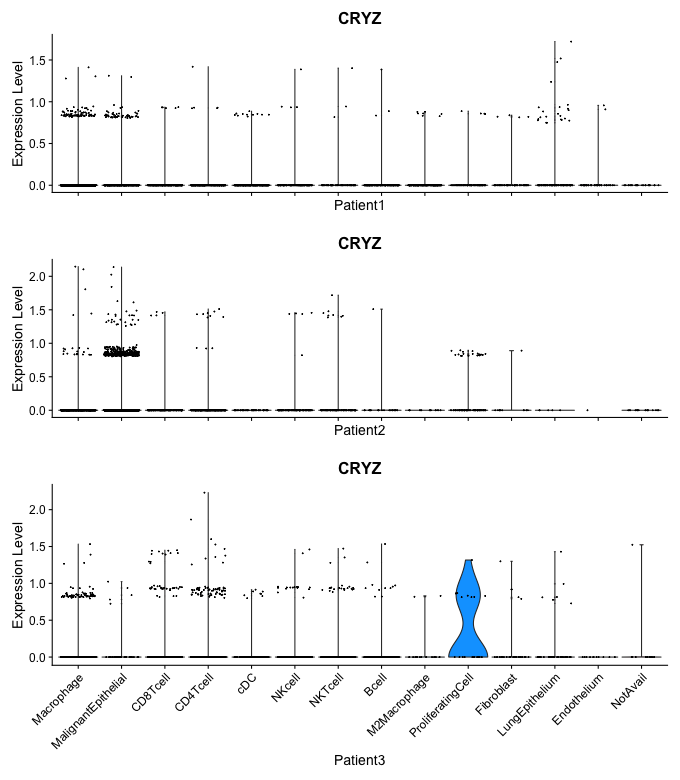 CRYZ
Expression Level
1.5
1.0
0.5
0.0
Patient1
CRYZ
Expression Level
2.0
1.5
1.0
0.5
0.0
Patient2
CRYZ
Expression Level
2.0
1.5
1.0
0.5
0.0
Macrophage
MalignantEpithelial
CD8Tcell
CD4Tcell
cDC
NKcell
NKTcell
Bcell
M2Macrophage
ProliferatingCell
Fibroblast
LungEpithelium
Endothelium
NotAvail
Patient3